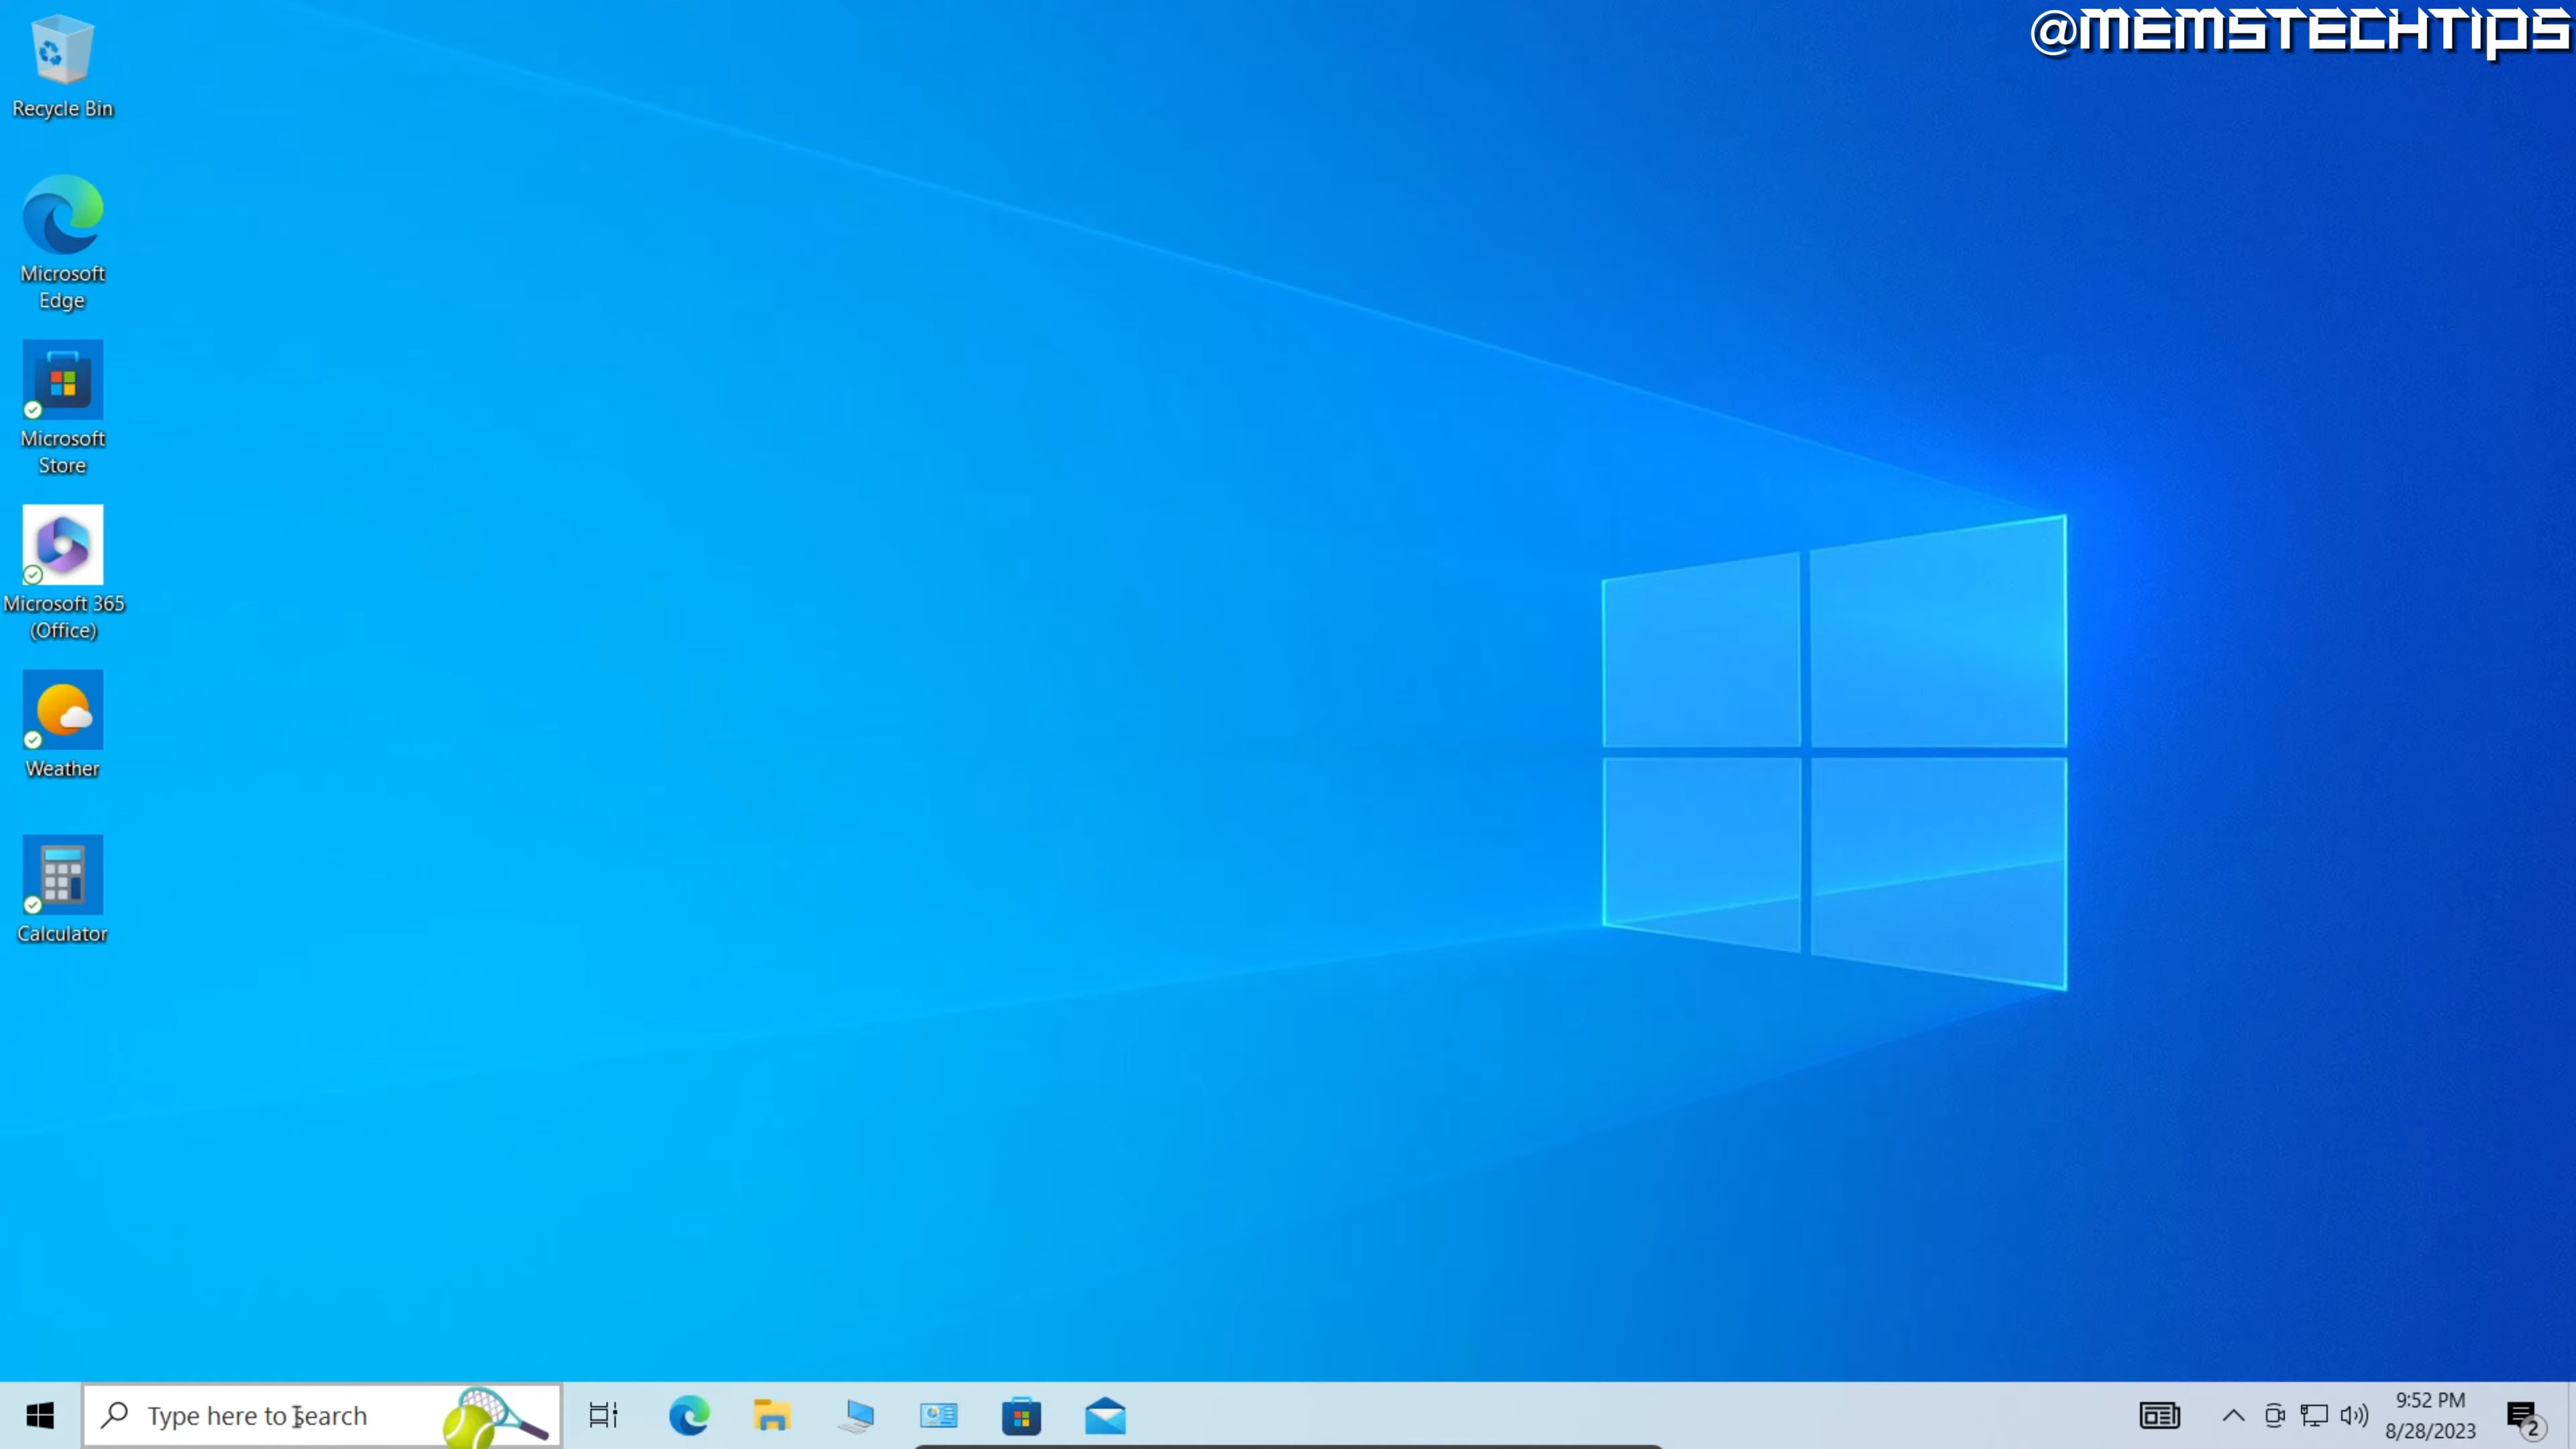 @MEMSTECHTIPS
Recycle Bin
Microsoft
Edge
Microsoft
Store
Microsoft 365
(Office)
Weather
Calculator
Type here to search
9:52 PM
8/28/2023
2